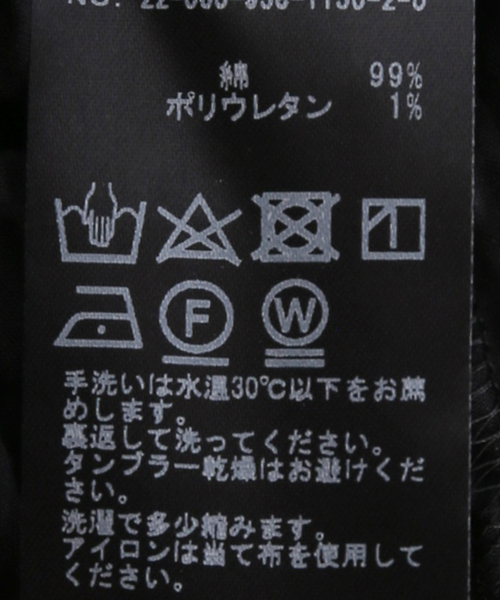 綿 99%
ポリウレタン 1%
F W
手洗いは水温30℃以下をお薦
めします。
裏返して洗ってください。
タンブラー乾燥はお避けくだ
さい。
洗濯で多少縮みます。
アイロンは当て布を使用して
ください。